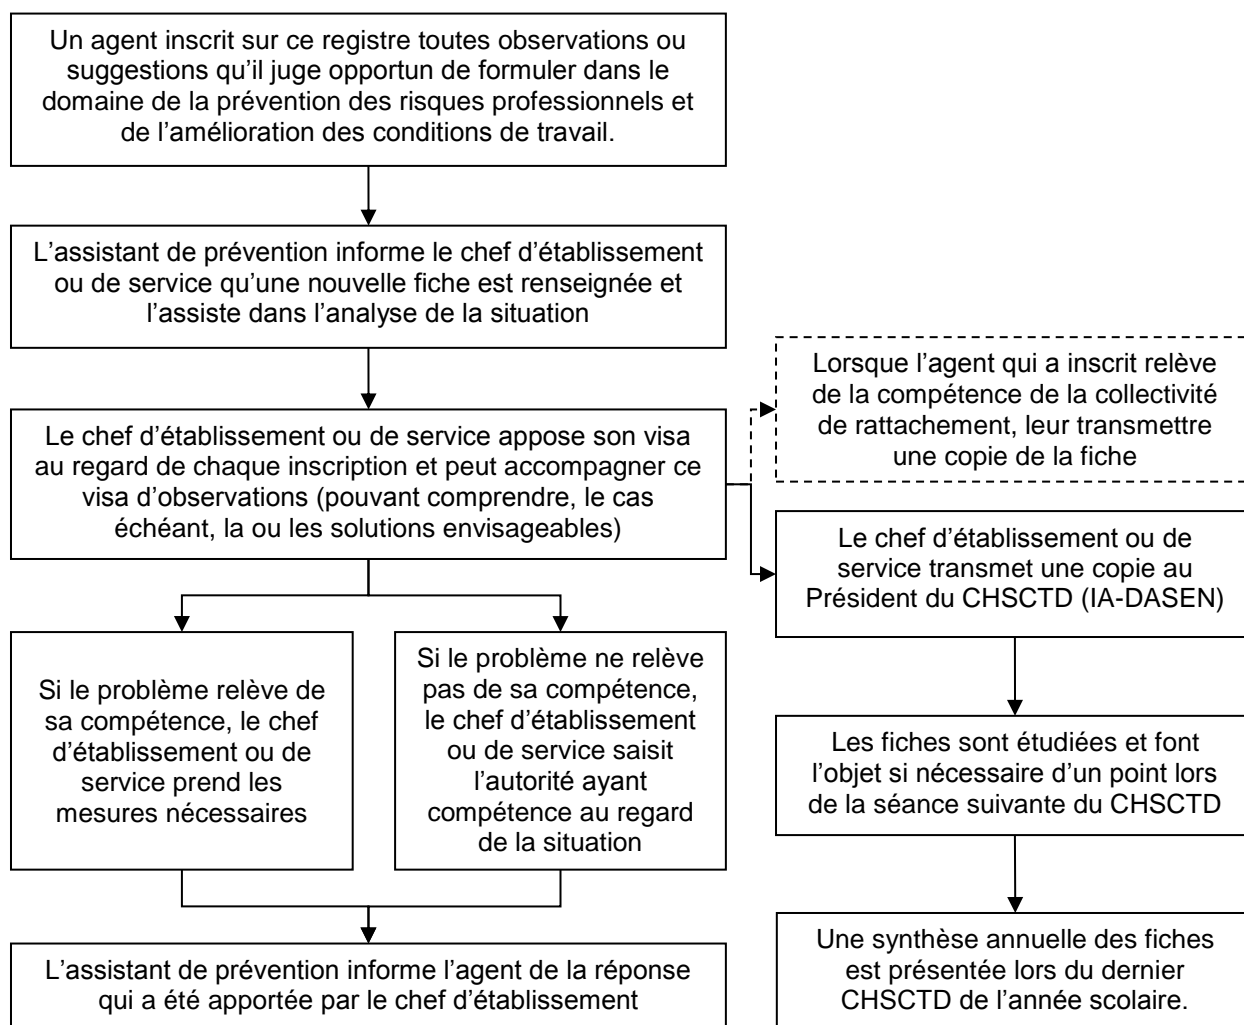 Un agent inscrit sur ce registre toutes observations ou
suggestions qu’il juge opportun de formuler dans le
domaine de la prévention des risques professionnels et
de l’amélioration des conditions de travail.
L’assistant de prévention informe le chef d’établissement
ou de service qu’une nouvelle fiche est renseignée et
l’assiste dans l’analyse de la situation
Le chef d’établissement ou de service appose son visa
au regard de chaque inscription et peut accompagner ce
visa d’observations (pouvant comprendre, le cas
échéant, la ou les solutions envisageables)
Lorsque l’agent qui a inscrit relève
de la compétence de la collectivité
de rattachement, leur transmettre
une copie de la fiche
Le chef d’établissement ou de
service transmet une copie au
Président du CHSCTD (IA-DASEN)
Si le problème relève de
sa compétence, le chef
d’établissement ou de
service prend les
mesures nécessaires
Si le problème ne relève
pas de sa compétence,
le chef d’établissement
ou de service saisit
l’autorité ayant
compétence au regard
de la situation
Les fiches sont étudiées et font
l’objet si nécessaire d’un point lors
de la séance suivante du CHSCTD
L’assistant de prévention informe l’agent de la réponse
qui a été apportée par le chef d’établissement
Une synthèse annuelle des fiches
est présentée lors du dernier
CHSCTD de l’année scolaire.